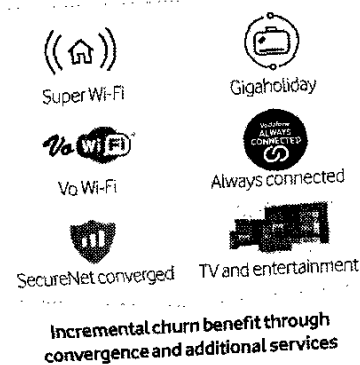 Super Wi-Fi
Gigaholiday
Vo WiFi
Vodafone
ALWAYS
CONNECTED
Vo Wi-Fi
Always connected
SecureNet converged
TV and entertainment
Incremental churn benefit through
convergence and additional services